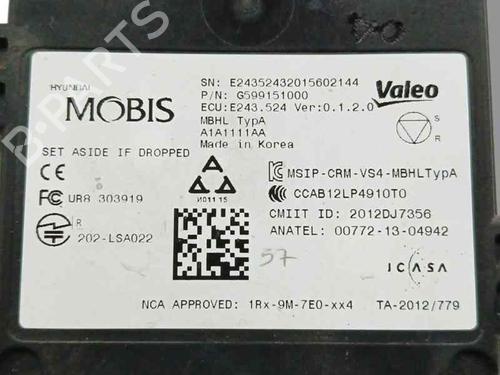 HYUNDAI
MOBIS
SN: E24352432015602144
P/N: G599151000
ECU:E243.524 Ver:0.1.2.0
MBHL TypA
A1A1111AA
Made in Korea
Valeo
S
R
SET ASIDE IF DROPPED
CE
FC UR8 303919
R
202-LSA022
И011 15
MSIP-CRM-VS4-MBHLTypA
CCAB12LP4910T0
CMIIT ID: 2012DJ7356
ANATEL: 00772-13-04942
57
ICASA
NCA APPROVED: 1Rx-9M-7E0-xx4
TA-2012/779
B-Parts